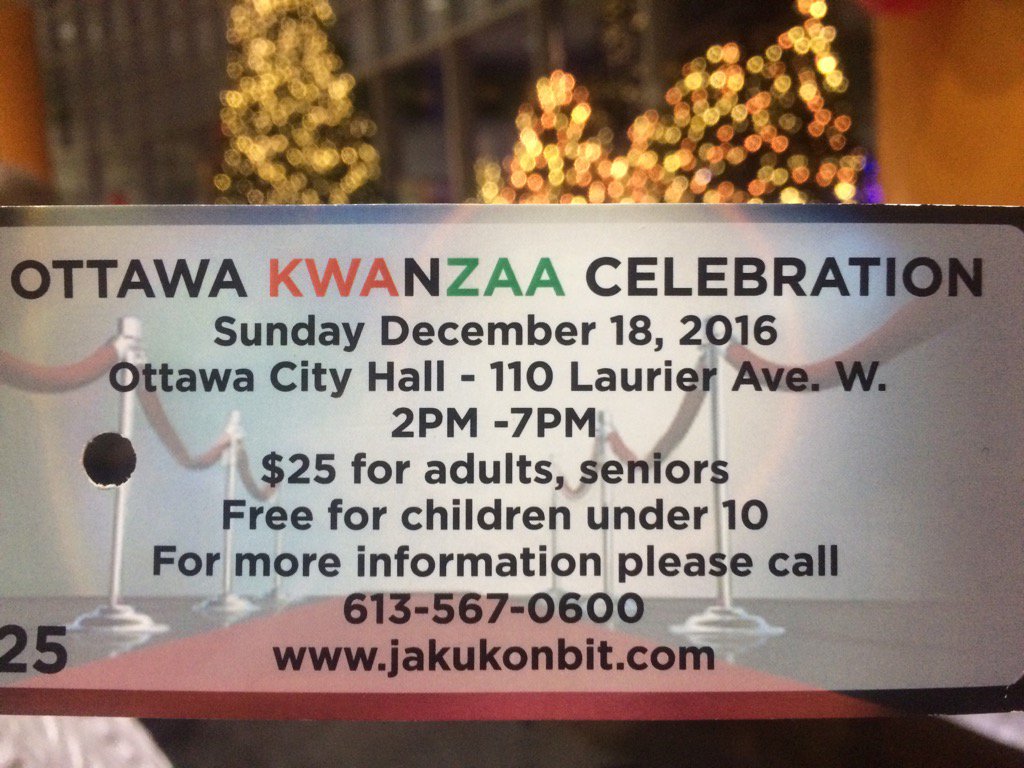 OTTAWA KWANZAA CELEBRATION
Sunday December 18, 2016
Ottawa City Hall - 110 Laurier Ave. W.
2PM -7PM
$25 for adults, seniors
Free for children under 10
For more information please call
613-567-0600
www.jakukonbit.com
25